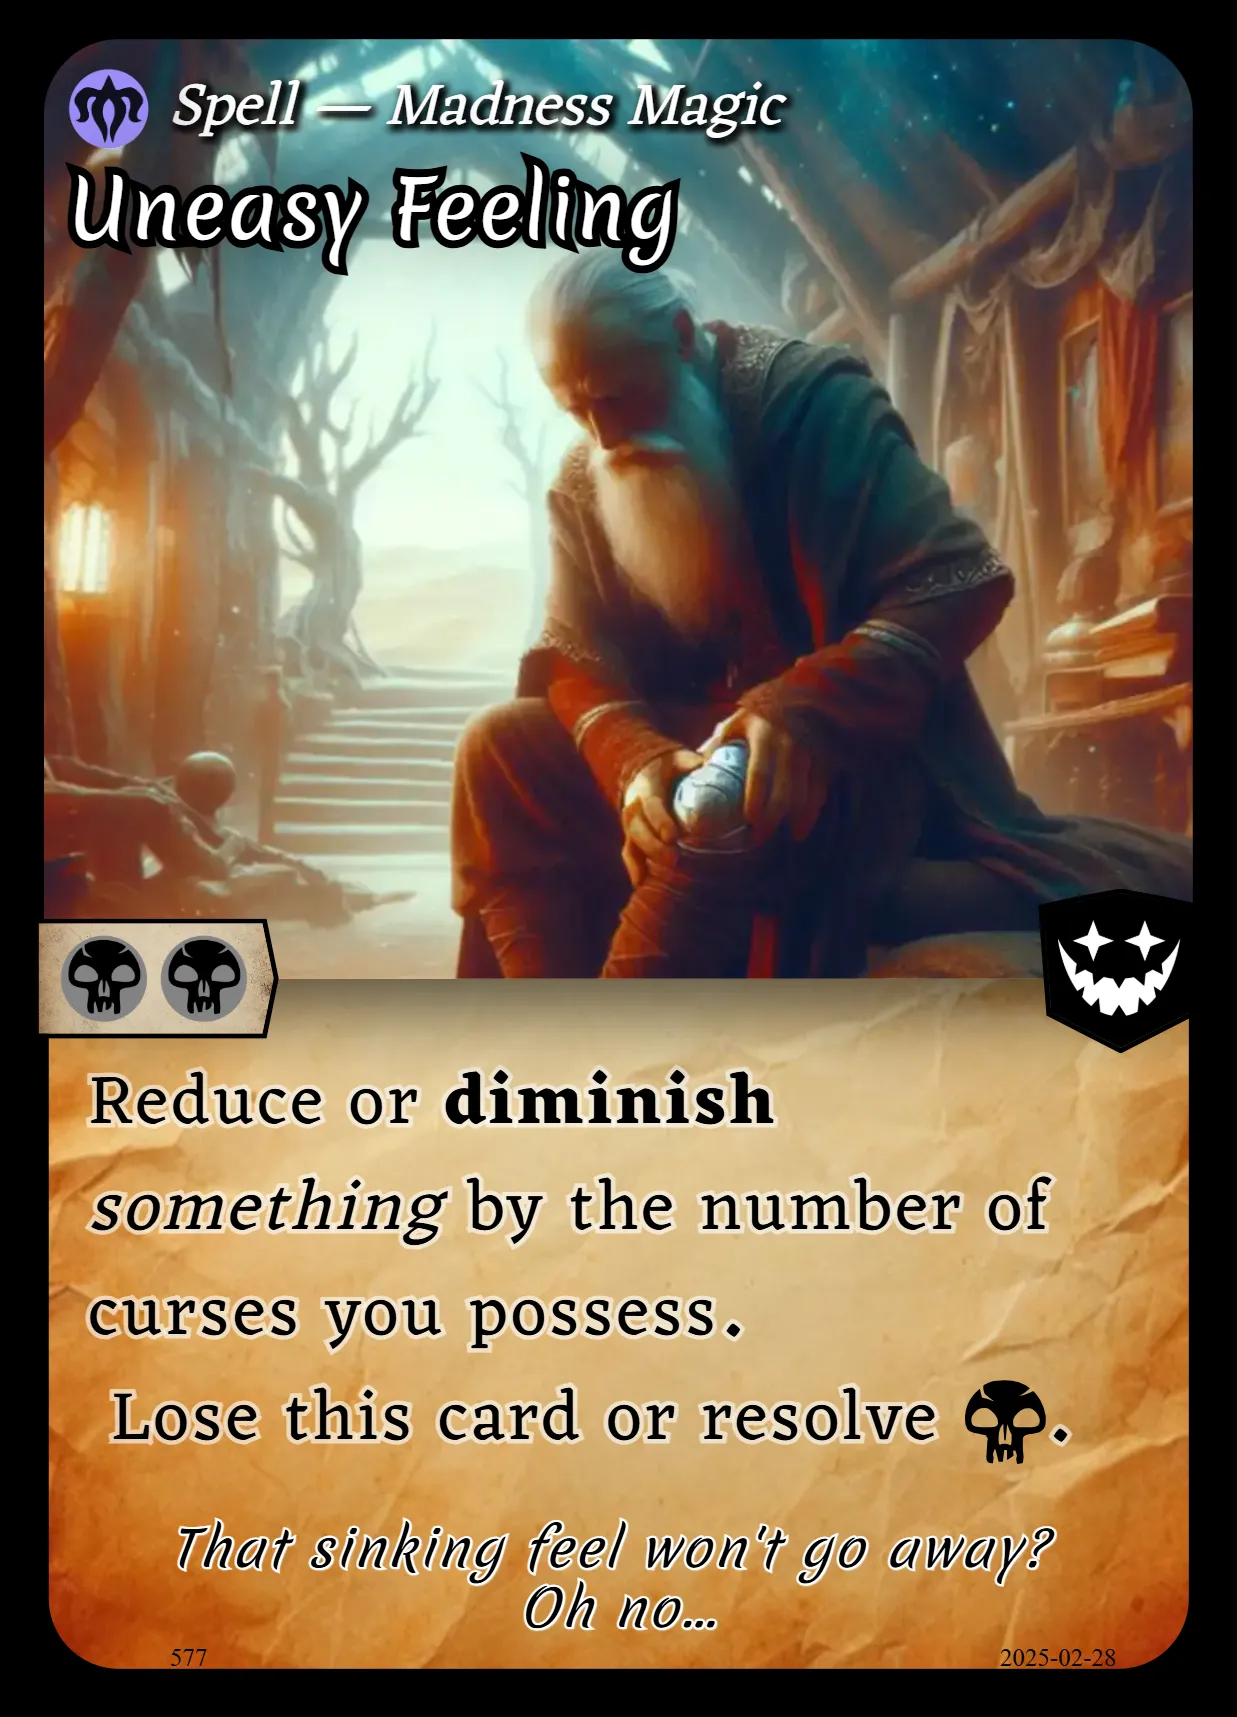 Spell — Madness Magic
Uneasy Feeling
Reduce or diminish
something by the number of
curses you possess.
Lose this card or resolve .
That sinking feel won't go away?
Oh no...
577
2025-02-28